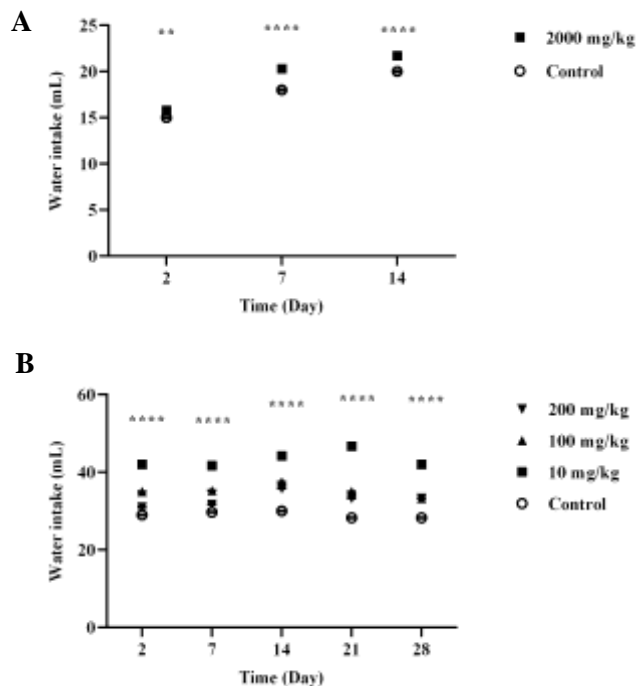 A
25
20
15
10
5
0
Water intake (mL)
** **** ****
2 7 14
Time (Day)
2000 mg/kg
Control
B
60
40
20
0
Water intake (mL)
**** **** **** **** ****
2 7 14 21 28
Time (Day)
200 mg/kg
100 mg/kg
10 mg/kg
Control